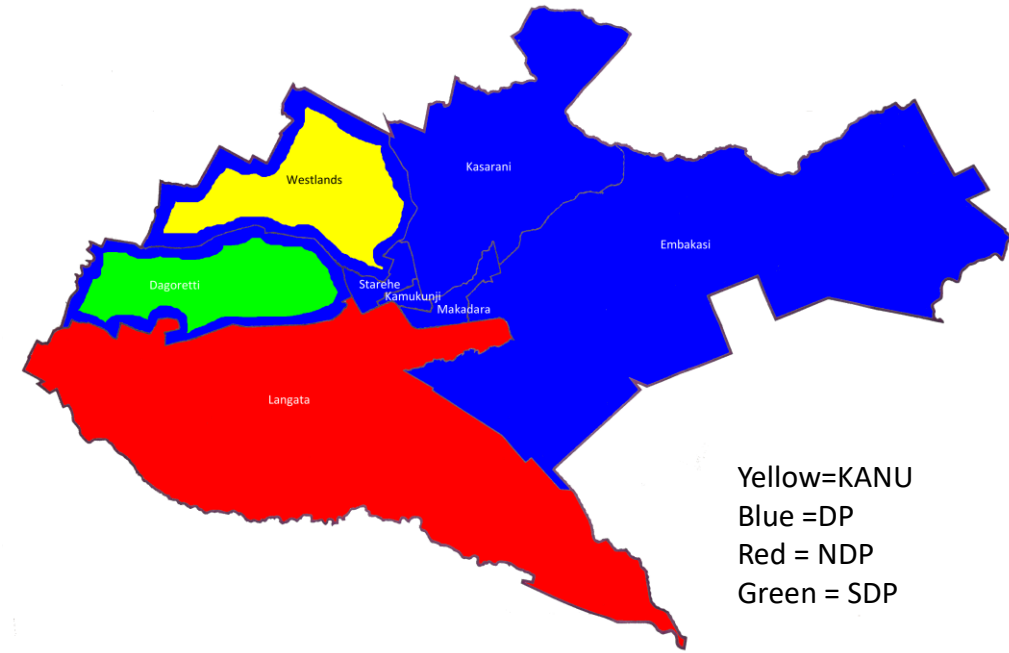 Kasarani
Westlands
Embakasi
Dagoretti
Starehe
Kamukunji
Makadara
Langata
Yellow=KANU
Blue =DP
Red = NDP
Green = SDP